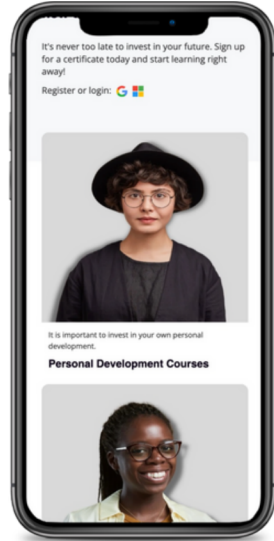 It's never too late to invest in your future. Sign up
for a certificate today and start learning right
away!
Register or login:
It is important to invest in your own personal
development.
Personal Development Courses